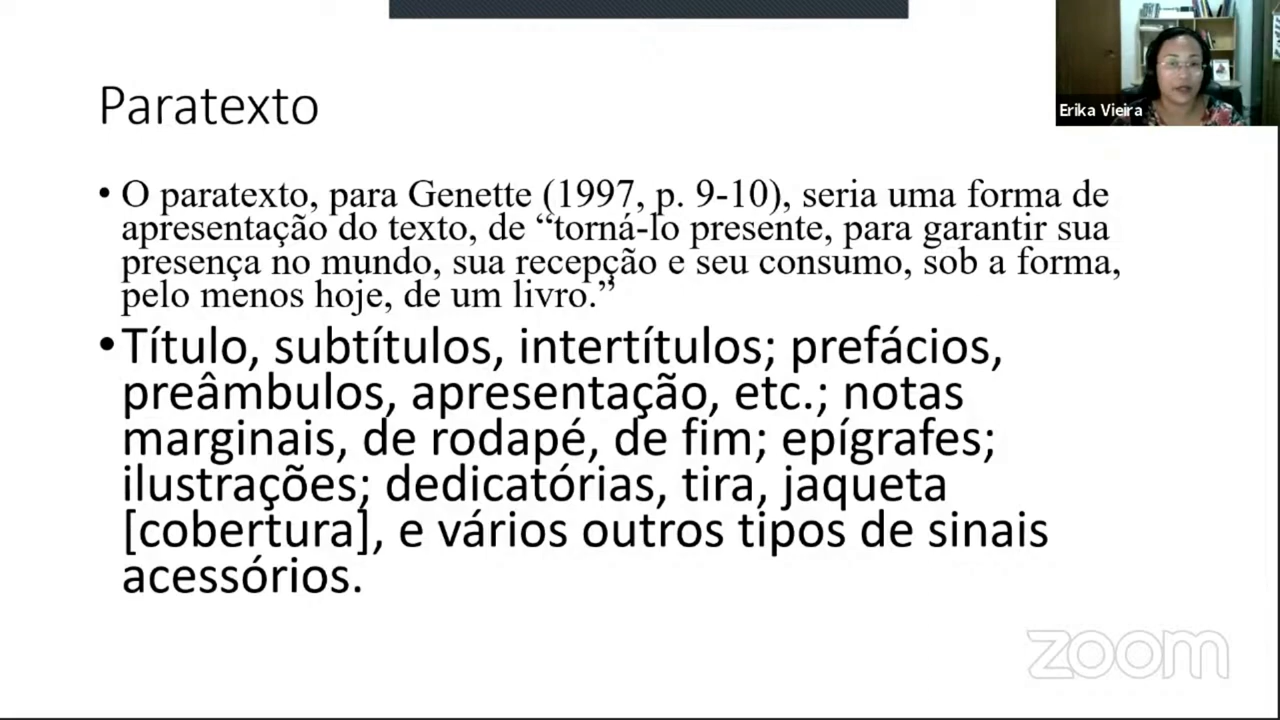 Erika Vieira
Paratexto
• O paratexto, para Genette (1997, p. 9-10), seria uma forma de
apresentação do texto, de “torná-lo presente, para garantir sua
presença no mundo, sua recepção e seu consumo, sob a forma,
pelo menos hoje, de um livro.”
• Título, subtítulos, intertítulos; prefácios,
preâmbulos, apresentação, etc.; notas
marginais, de rodapé, de fim; epígrafes;
ilustrações; dedicatórias, tira, jaqueta
[cobertura], e vários outros tipos de sinais
acessórios.
zoom